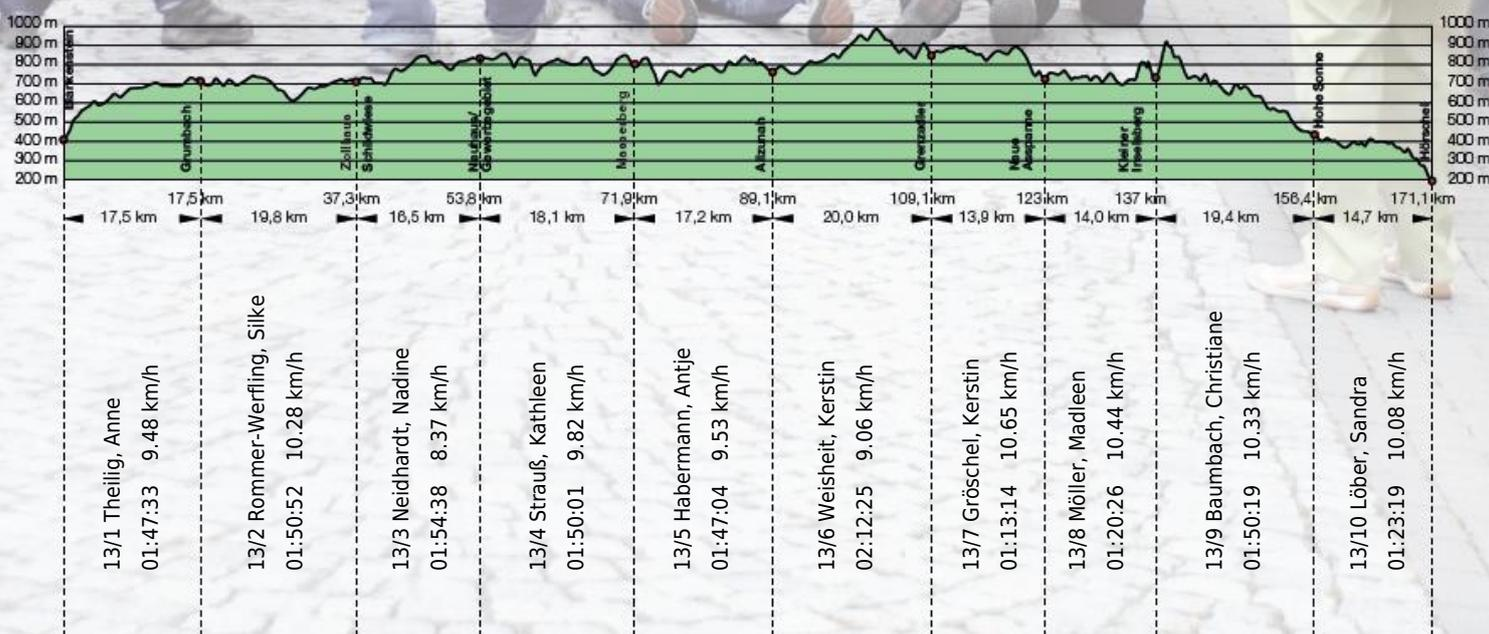 1000 m
900 m
800 m
700 m
600 m
500 m
400 m
300 m
200 m
1000 m
900 m
800 m
700 m
600 m
500 m
400 m
300 m
200 m
Blankenstein
Grumbach
Zollhaus
Schildwiese
Neuhaus/
Gewerbegebiet
Masserberg
Allzunah
Grenzadler
Neue
Ausspanne
Kleiner
Inselsberg
Hohe Sonne
Hörschel
17,5 km 37,3 km 53,8 km 71,9 km 89,1 km 109,1 km 123 km 137 km 156,4 km 171,1 km
17,5 km 19,8 km 16,5 km 18,1 km 17,2 km 20,0 km 13,9 km 14,0 km 19,4 km 14,7 km
13/1 Theilig, Anne
01:47:33 9.48 km/h
13/2 Rommer-Werfling, Silke
01:50:52 10.28 km/h
13/3 Neidhardt, Nadine
01:54:38 8.37 km/h
13/4 Strauß, Kathleen
01:50:01 9.82 km/h
13/5 Habermann, Antje
01:47:04 9.53 km/h
13/6 Weisheit, Kerstin
02:12:25 9.06 km/h
13/7 Gröschel, Kerstin
01:13:14 10.65 km/h
13/8 Möller, Madleen
01:20:26 10.44 km/h
13/9 Baumbach, Christiane
01:50:19 10.33 km/h
13/10 Löber, Sandra
01:23:19 10.08 km/h